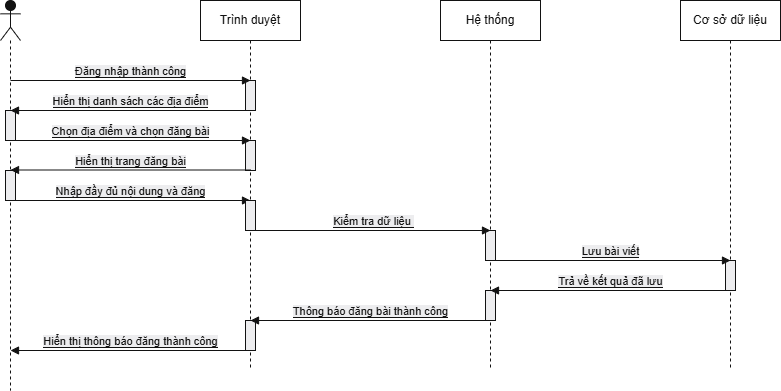 Trình duyệt
Hệ thống
Cơ sở dữ liệu
Đăng nhập thành công
Hiển thị danh sách các địa điểm
Chọn địa điểm và chọn đăng bài
Hiển thị trang đăng bài
Nhập đầy đủ nội dung và đăng
Kiểm tra dữ liệu
Lưu bài viết
Trả về kết quả đã lưu
Thông báo đăng bài thành công
Hiển thị thông báo đăng thành công